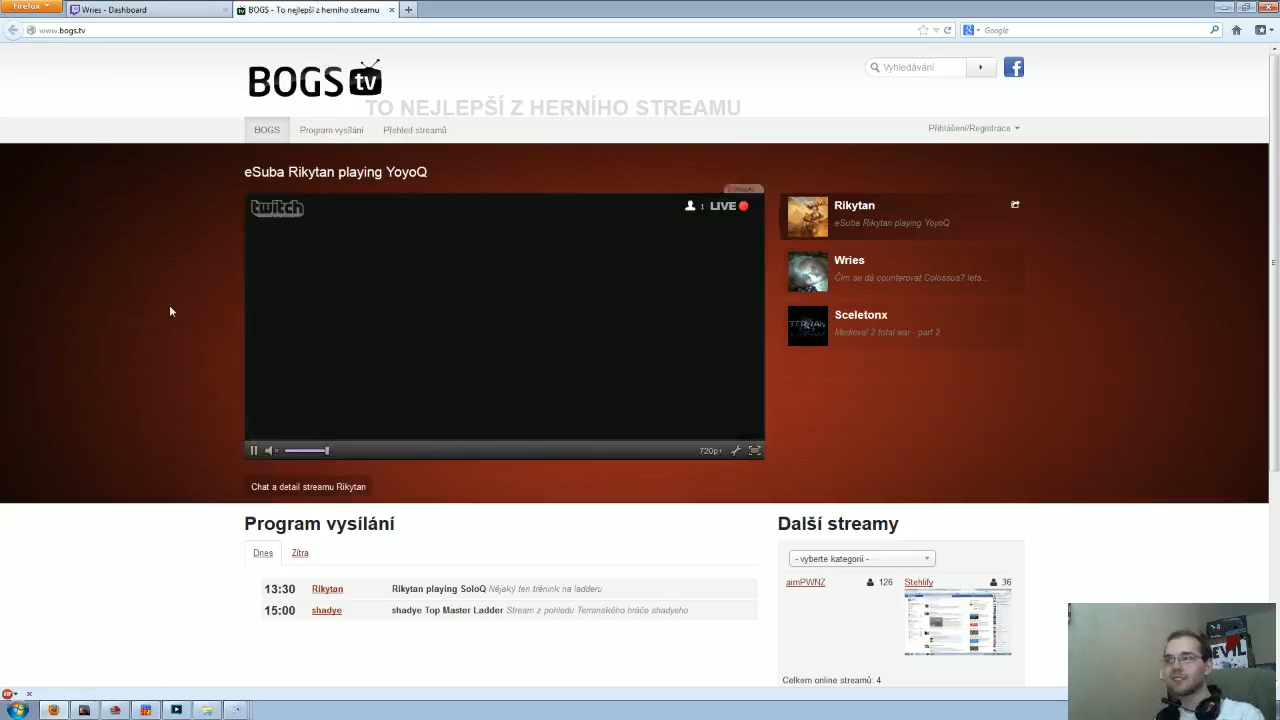 Firefox
Wries - Dashboard
BOGS - To nejlepší z herního streamu
www.bogs.tv
Google
BOGS tv
TO NEJLEPŠÍ Z HERNÍHO STREAMU
Vyhledávání
BOGS
Program vysílání
Přehled streamů
Přihlášení/Registrace
eSuba Rikytan playing YoyoQ
twitch
1 LIVE
Rikytan
eSuba Rikytan playing YoyoQ
Wries
Čím se dá counterovat Colossus? lets...
Sceletonx
Medieval 2 total war - part 2
720p+
Chat a detail streamu Rikytan
Program vysílání
Dnes
Zítra
13:30 Rikytan Rikytan playing SoloQ Nějaký ten trénunk na ladderu
15:00 shadye shadye Top Master Ladder Stream z pohledu Terranského hráče shadyeho
Další streamy
- vyberte kategorii -
aimPWNZ 126
Stehlify 36
Celkem online streamů: 4